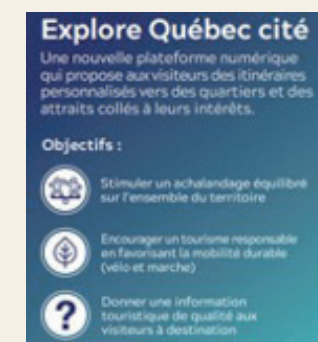 Explore Québec cité
Une nouvelle plateforme numérique
qui propose aux visiteurs des itinéraires
personnalisés vers des quartiers et des
attraits collés à leurs intérêts.
Objectifs :
Stimuler un achalandage équilibré
sur l'ensemble du territoire
Encourager un tourisme responsable
en favorisant la mobilité durable
(vélo et marche)
?
Donner une information
touristique de qualité aux
visiteurs à destination